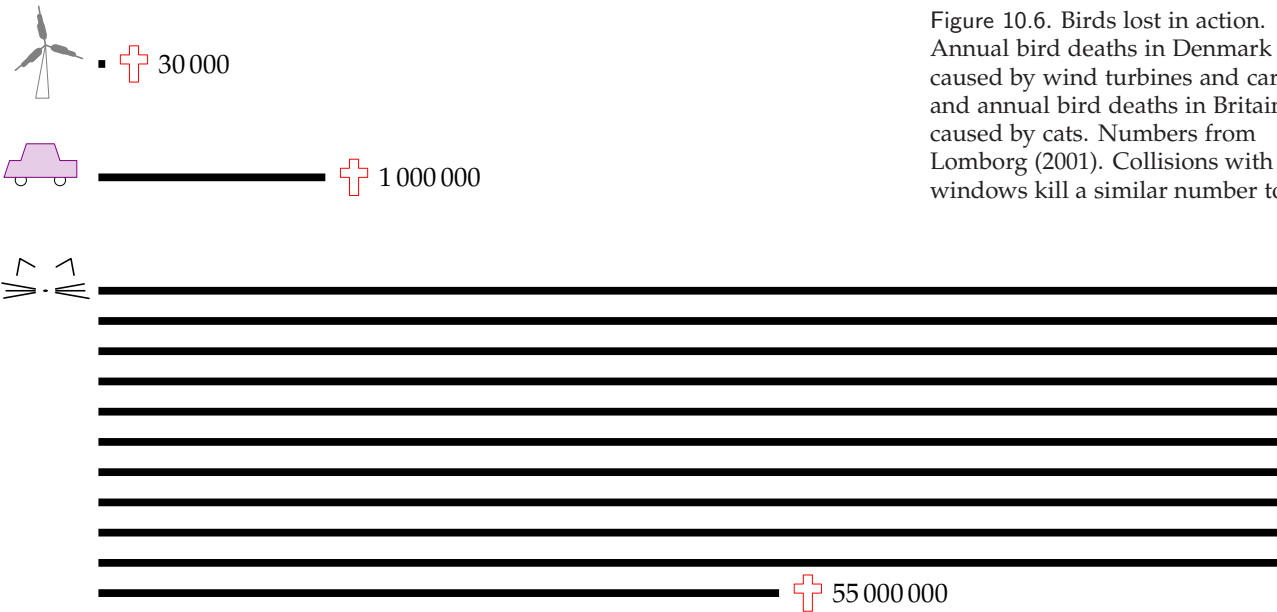 Figure 10.6. Birds lost in action.
Annual bird deaths in Denmark
caused by wind turbines and
and annual bird deaths in
caused by cats. Numbers from
Lomborg (2001). Collisions with
windows kill a similar number
30 000
1 000 000
55 000 000